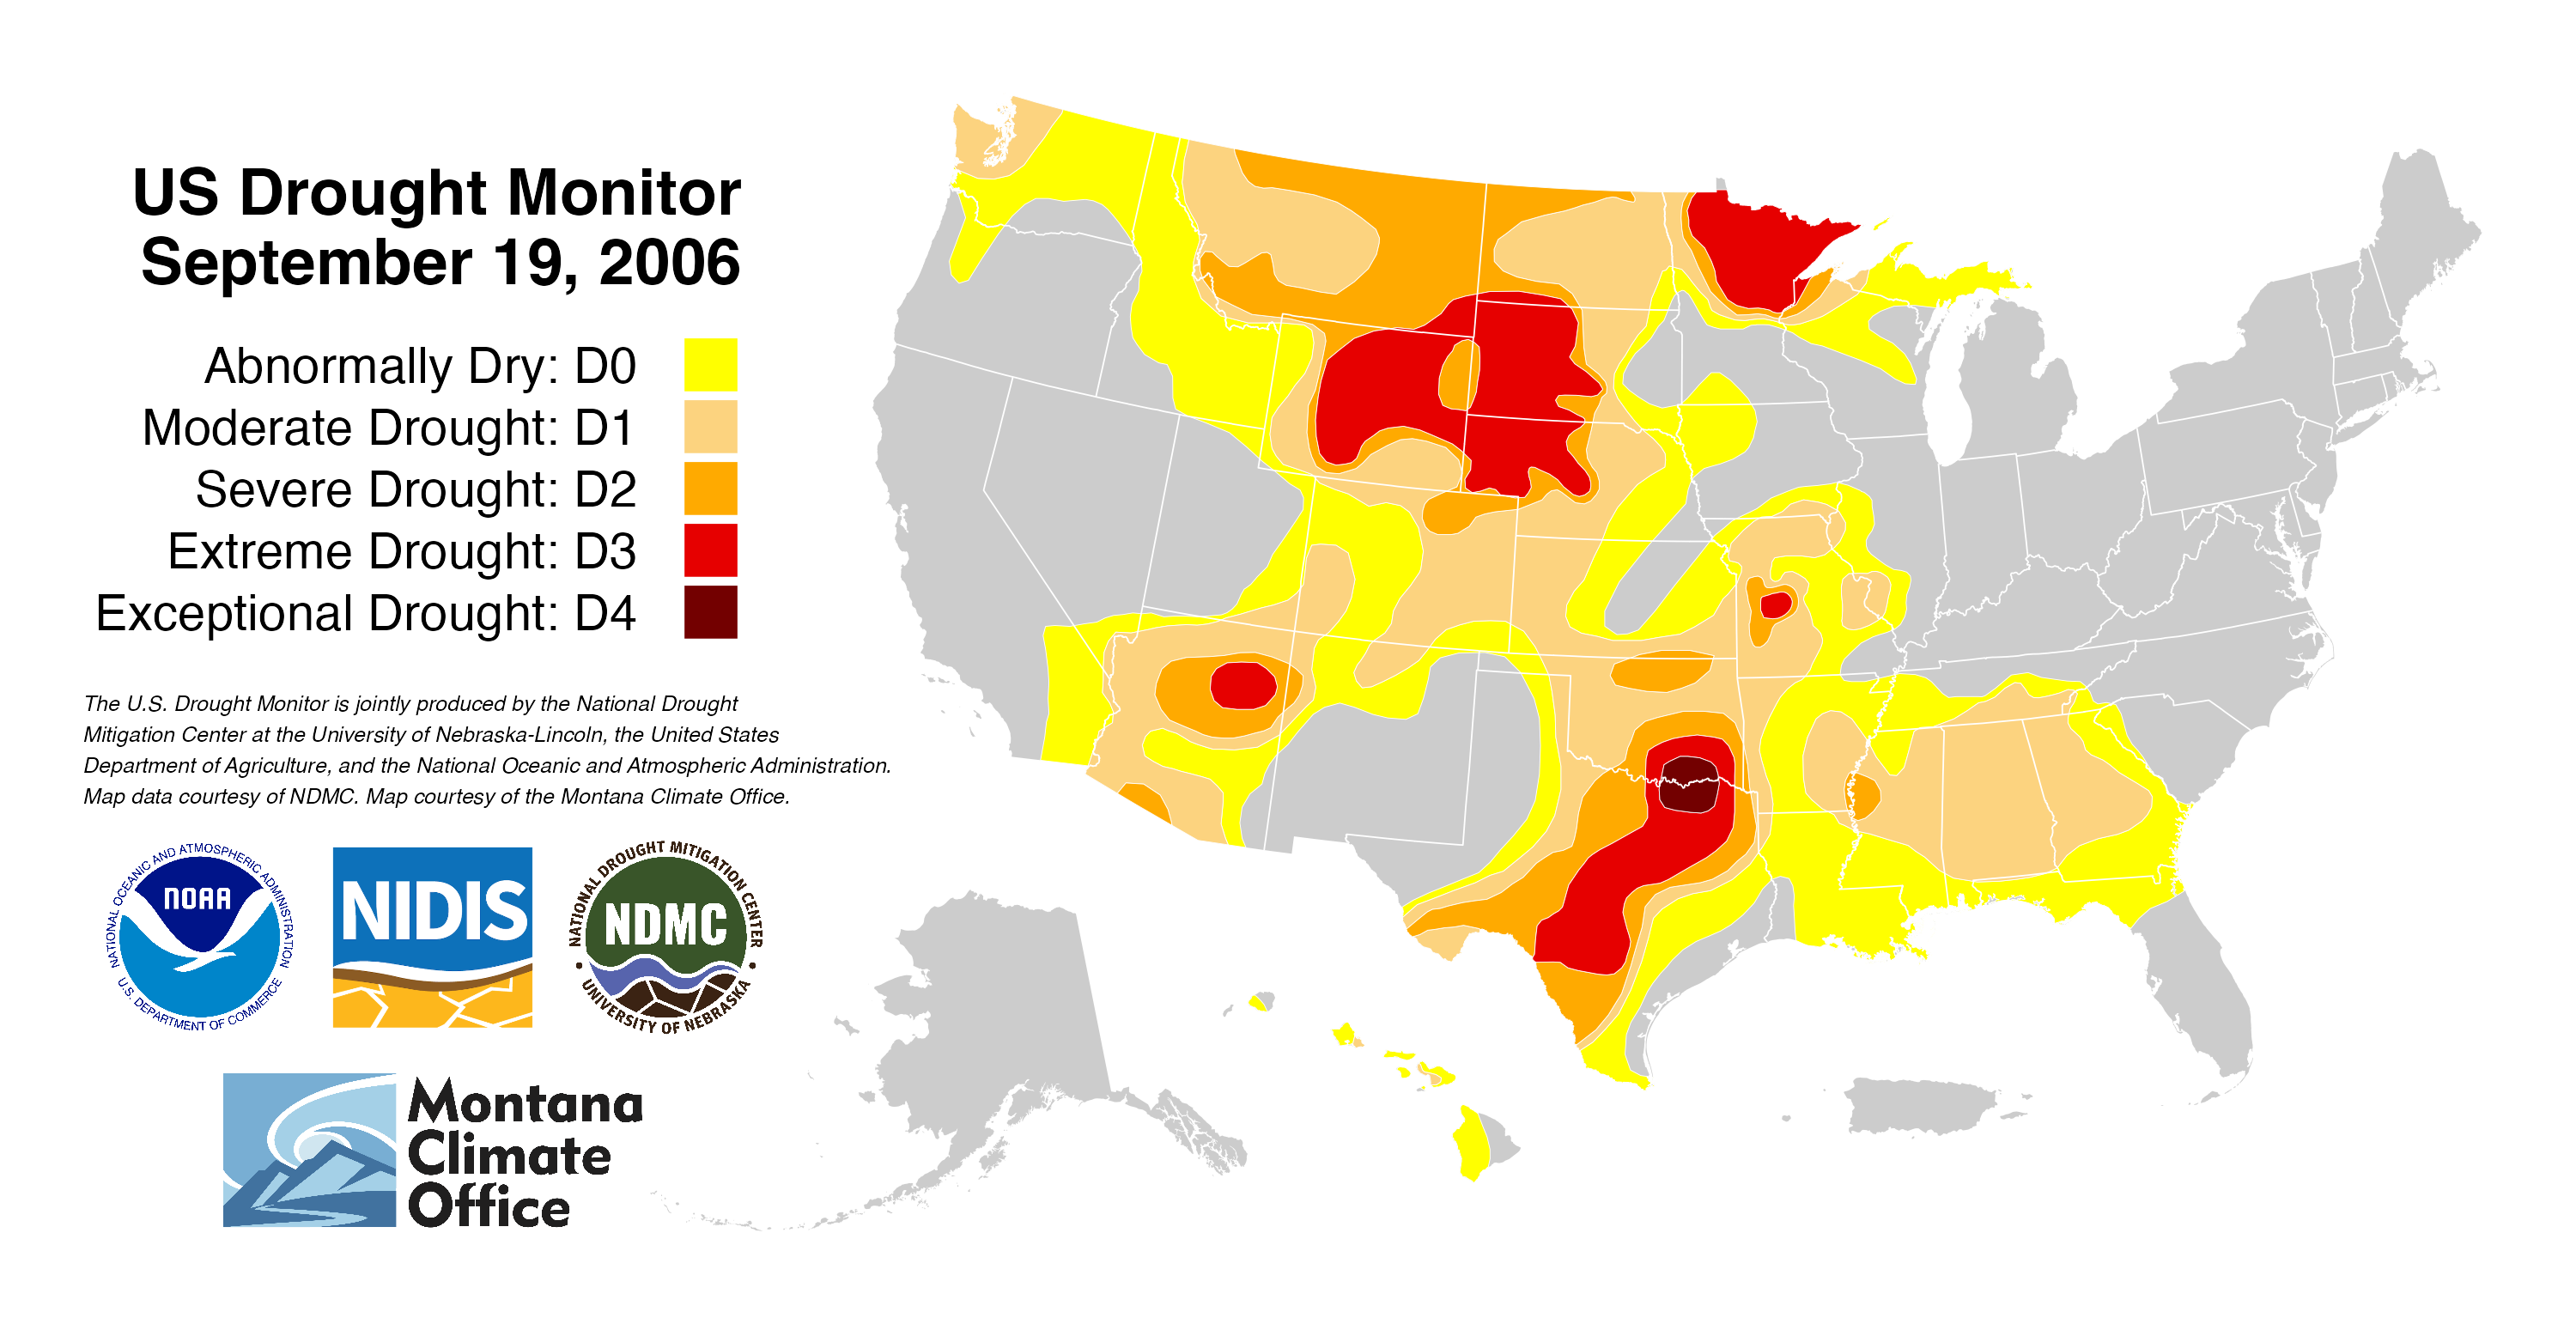 US Drought Monitor
September 19, 2006
Abnormally Dry: D0
Moderate Drought: D1
Severe Drought: D2
Extreme Drought: D3
Exceptional Drought: D4
The U.S. Drought Monitor is jointly produced by the National Drought
Mitigation Center at the University of Nebraska-Lincoln, the United States
Department of Agriculture, and the National Oceanic and Atmospheric Administration.
Map data courtesy of NDMC. Map courtesy of the Montana Climate Office.
NATIONAL OCEANIC AND ATMOSPHERIC ADMINISTRATION
NOAA
U.S. DEPARTMENT OF COMMERCE
NIDIS
NATIONAL DROUGHT MITIGATION CENTER
NDMC
UNIVERSITY OF NEBRASKA
Montana
Climate
Office